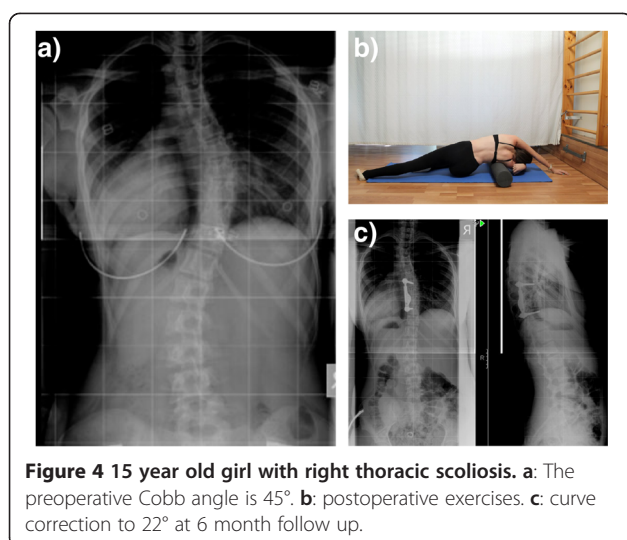 a)
b)
c)
R
Figure 4 15 year old girl with right thoracic scoliosis. a: The
preoperative Cobb angle is 45°. b: postoperative exercises. c: curve
correction to 22° at 6 month follow up.